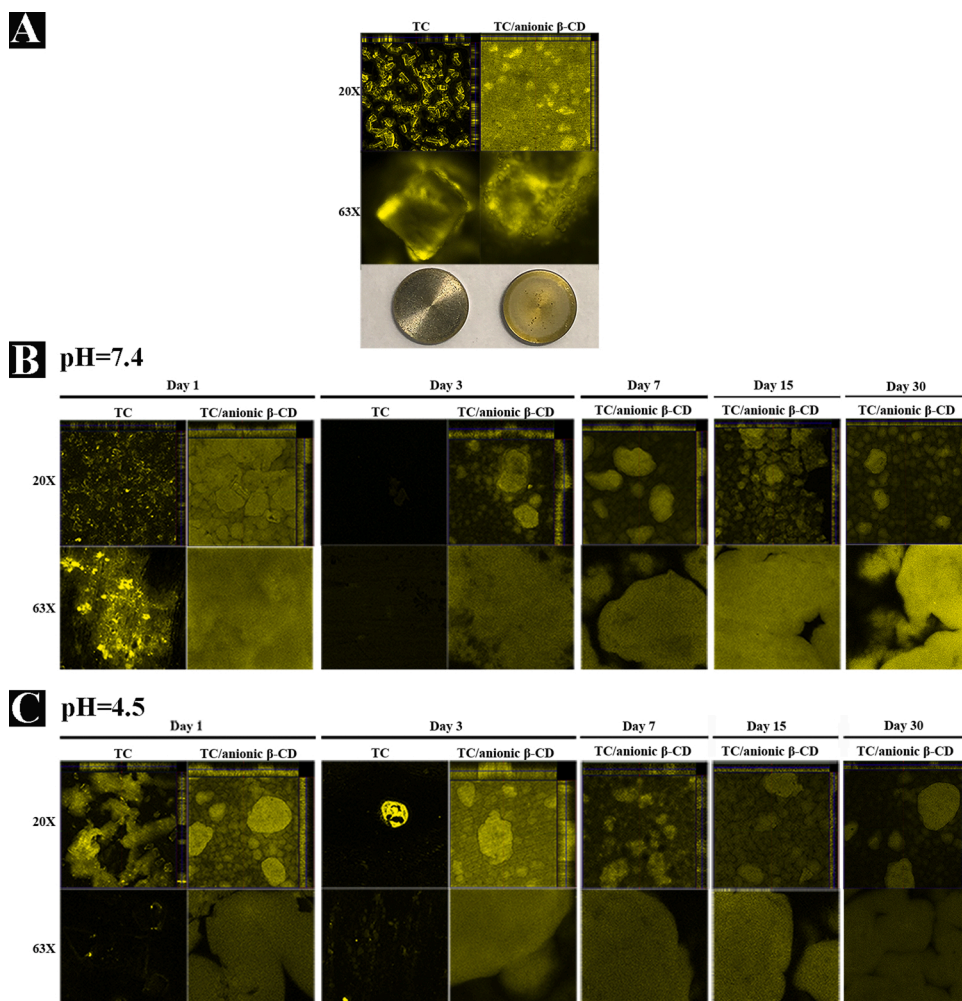 A
TC TC/anionic β-CD
20X
63X
B pH=7.4
Day 1 Day 3 Day 7 Day 15 Day 30
TC TC/anionic β-CD TC TC/anionic β-CD TC/anionic β-CD TC/anionic β-CD TC/anionic β-CD
20X
63X
C pH=4.5
Day 1 Day 3 Day 7 Day 15 Day 30
TC TC/anionic β-CD TC TC/anionic β-CD TC/anionic β-CD TC/anionic β-CD TC/anionic β-CD
20X
63X